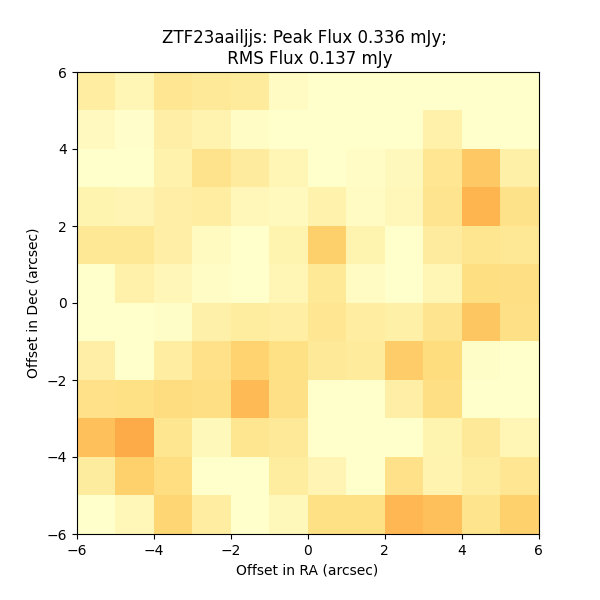 ZTF23aailjjs: Peak Flux 0.336 mJy;
RMS Flux 0.137 mJy
6
4
2
0
−2
−4
−6
Offset in Dec (arcsec)
−6 −4 −2 0 2 4 6
Offset in RA (arcsec)